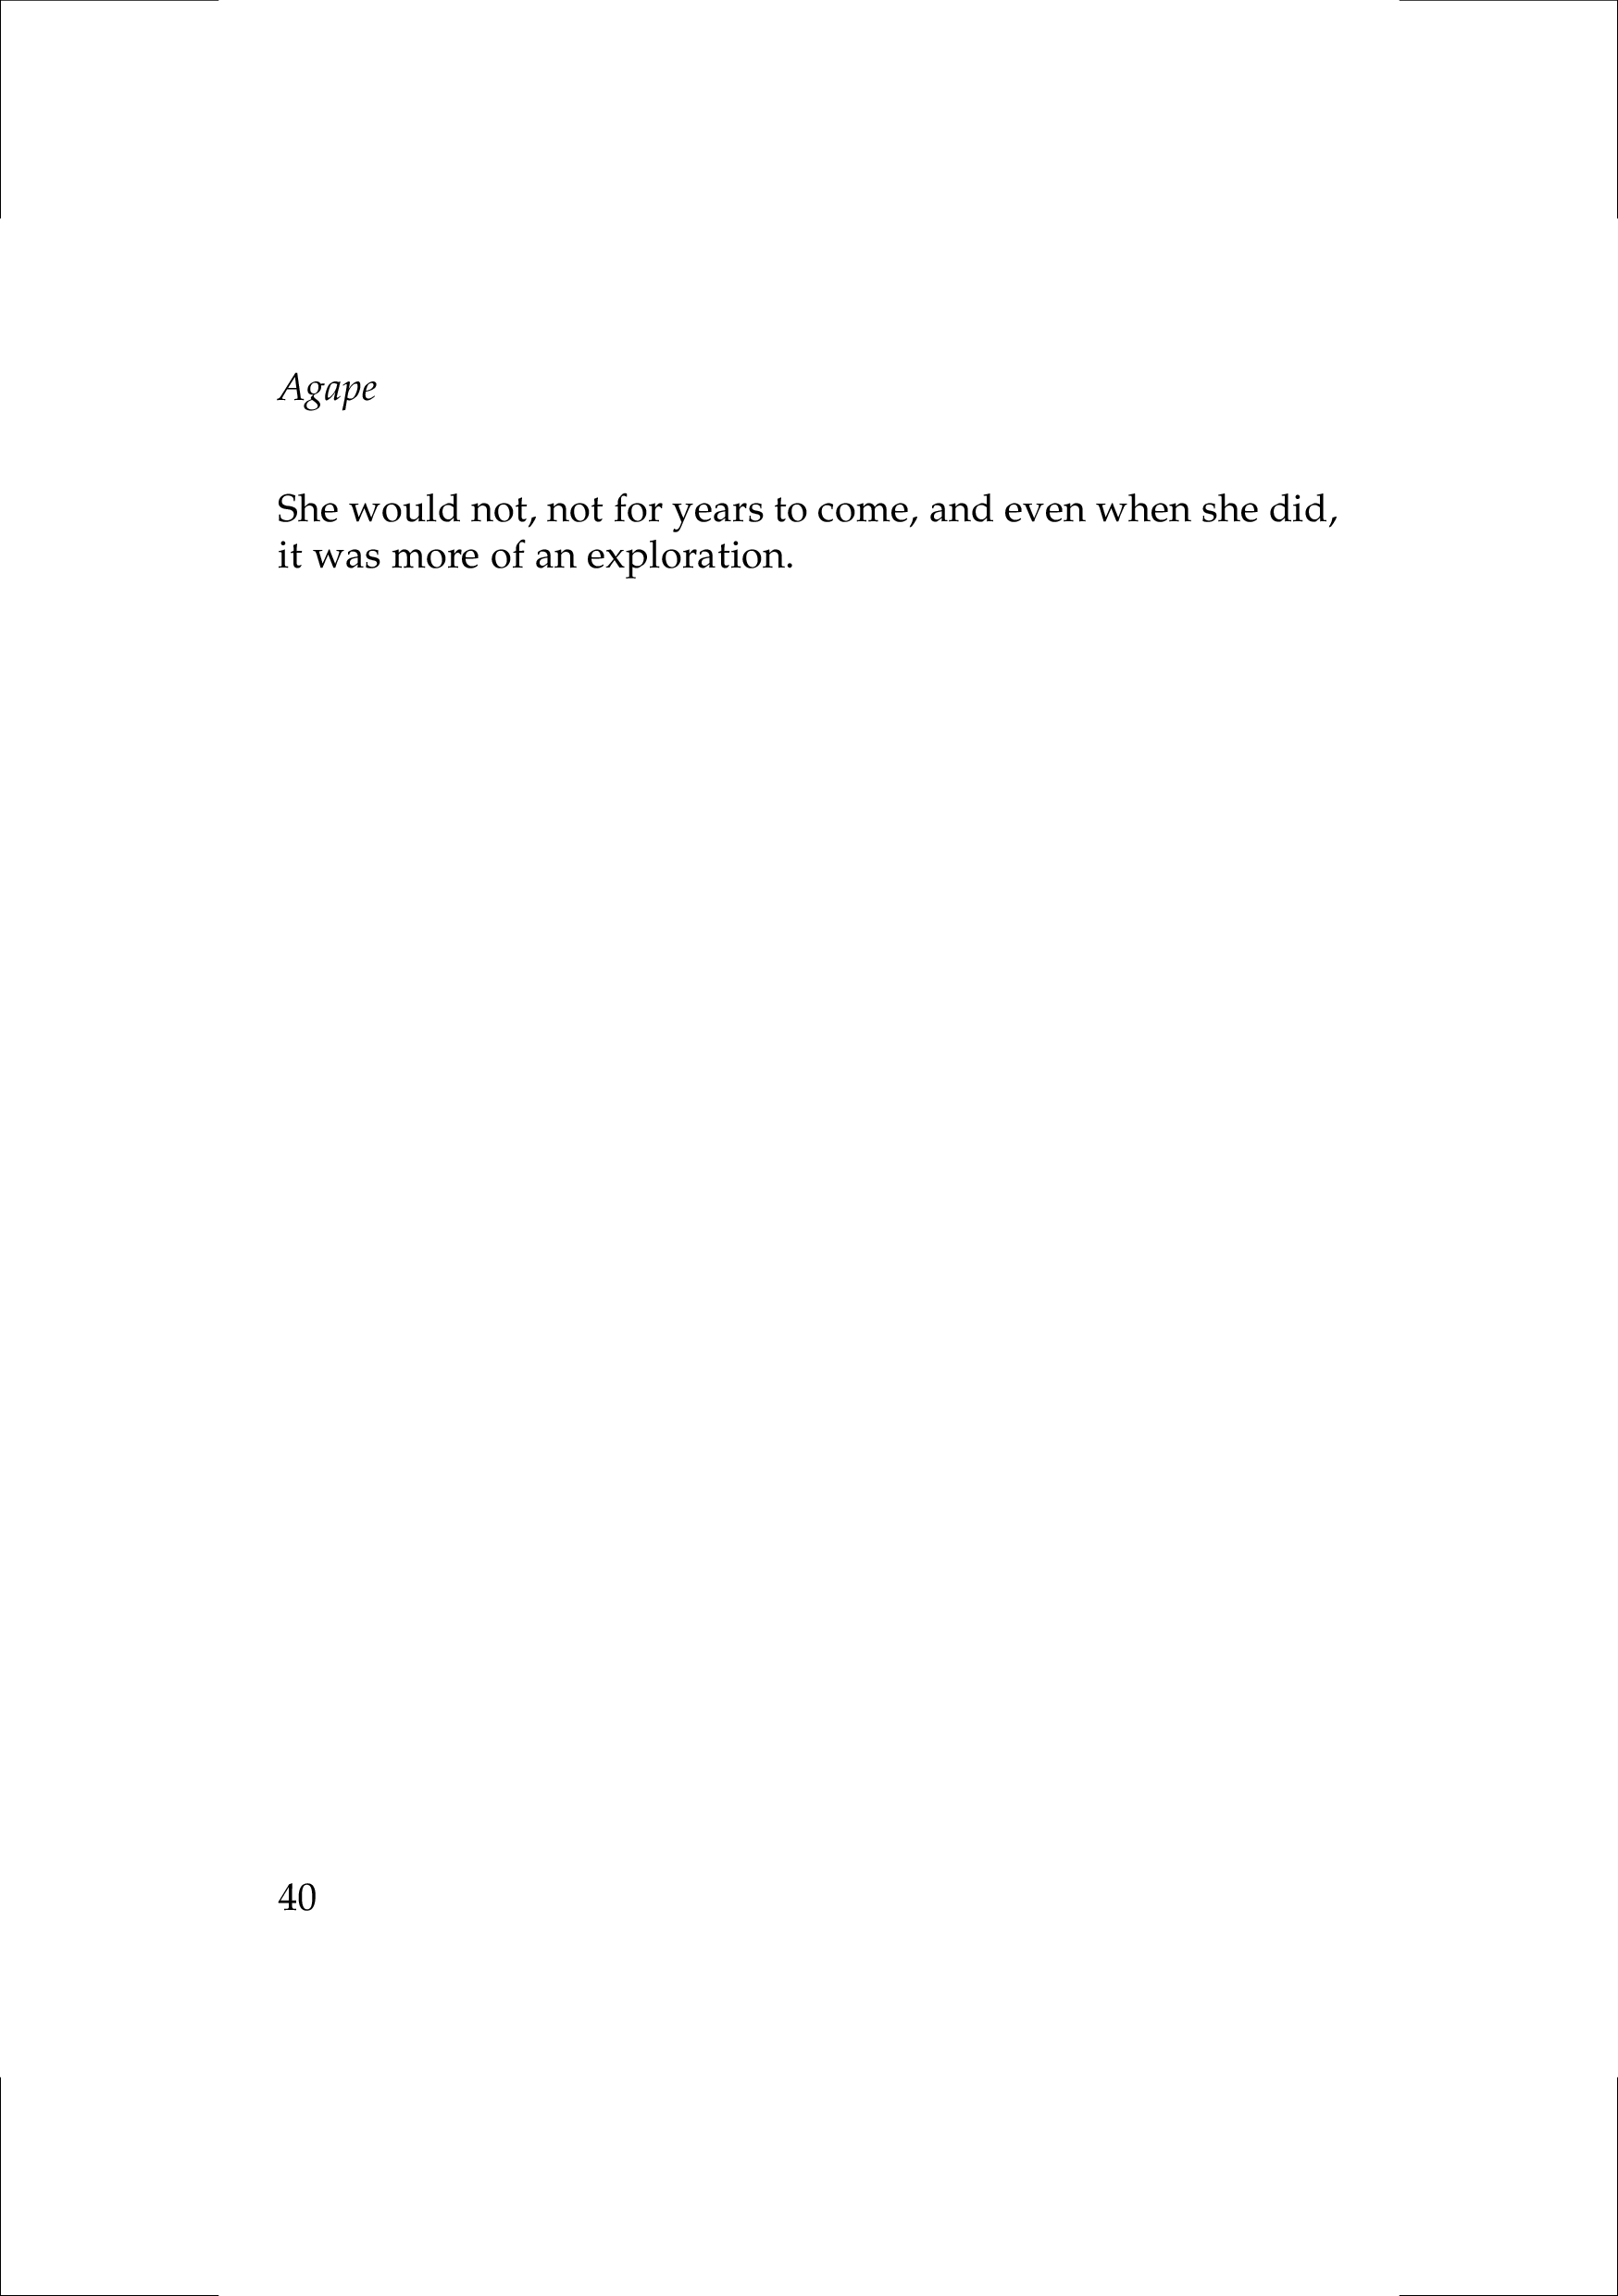 Agape
She would not, not for years to come, and even when she did,
it was more of an exploration.
40